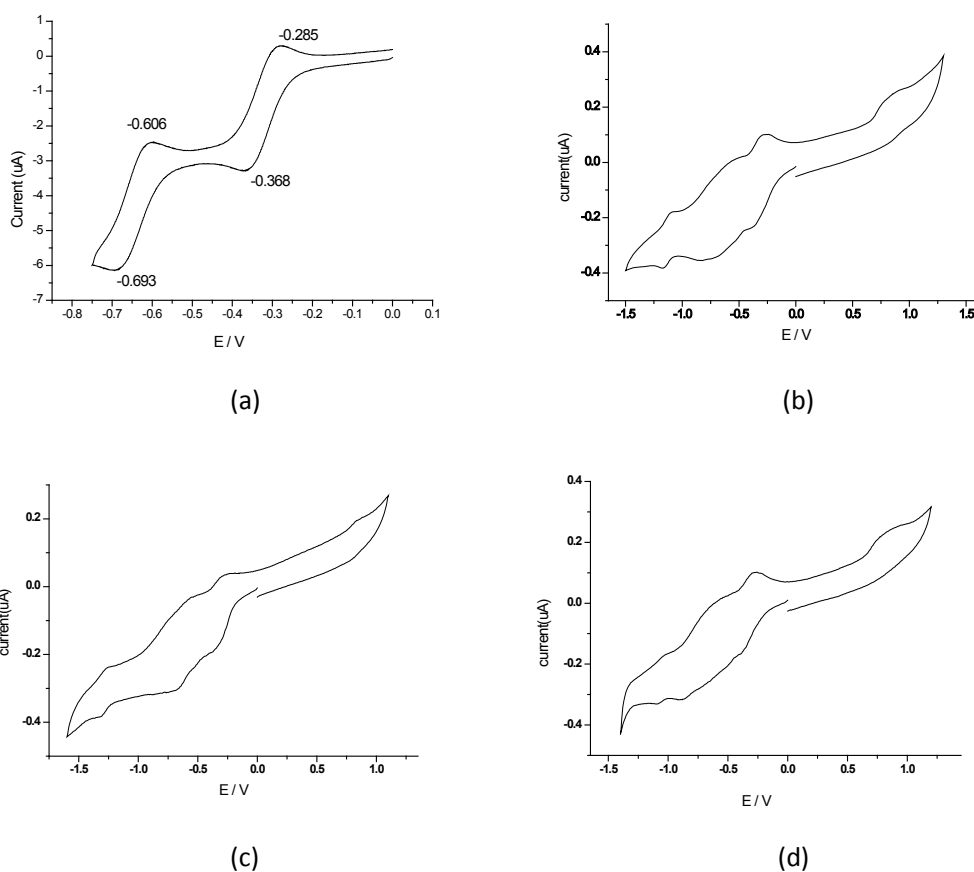 1
0
-1
-2
-3
-4
-5
-6
-7
Current (uA)
-0.285
-0.606
-0.368
-0.693
-0.8 -0.7 -0.6 -0.5 -0.4 -0.3 -0.2 -0.1 0.0 0.1
E / V
(a)
0.4
0.2
0.0
-0.2
-0.4
current(uA)
-1.5 -1.0 -0.5 0.0 0.5 1.0 1.5
E / V
(b)
0.2
0.0
-0.2
-0.4
current(uA)
-1.5 -1.0 -0.5 0.0 0.5 1.0
E / V
(c)
0.4
0.2
0.0
-0.2
-0.4
current(uA)
-1.5 -1.0 -0.5 0.0 0.5 1.0
E / V
(d)